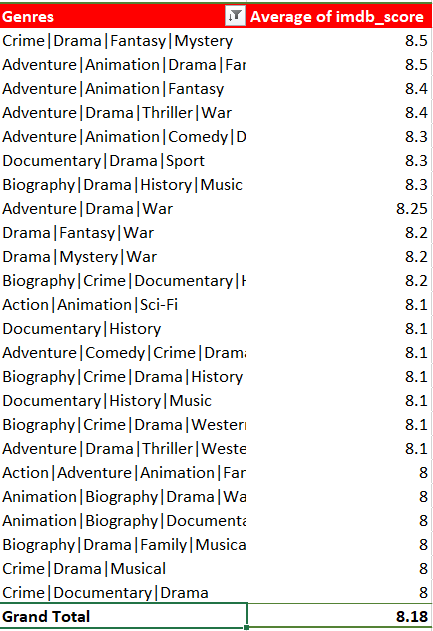 Genres Average of imdb_score
Crime|Drama|Fantasy|Mystery 8.5
Adventure|Animation|Drama|Far 8.5
Adventure|Animation|Fantasy 8.4
Adventure|Drama|Thriller|War 8.4
Adventure|Animation|Comedy|D 8.3
Documentary|Drama|Sport 8.3
Biography|Drama|History|Music 8.3
Adventure|Drama|War 8.25
Drama|Fantasy|War 8.2
Drama|Mystery|War 8.2
Biography|Crime|Documentary|H 8.2
Action|Animation|Sci-Fi 8.1
Documentary|History 8.1
Adventure|Comedy|Crime|Drama 8.1
Biography|Crime|Drama|History 8.1
Documentary|History|Music 8.1
Biography|Crime|Drama|Wester 8.1
Adventure|Drama|Thriller|Weste 8.1
Action|Adventure|Animation|Far 8
Animation|Biography|Drama|Wa 8
Animation|Biography|Documenta 8
Biography|Drama|Family|Musica 8
Crime|Drama|Musical 8
Crime|Documentary|Drama 8
Grand Total 8.18